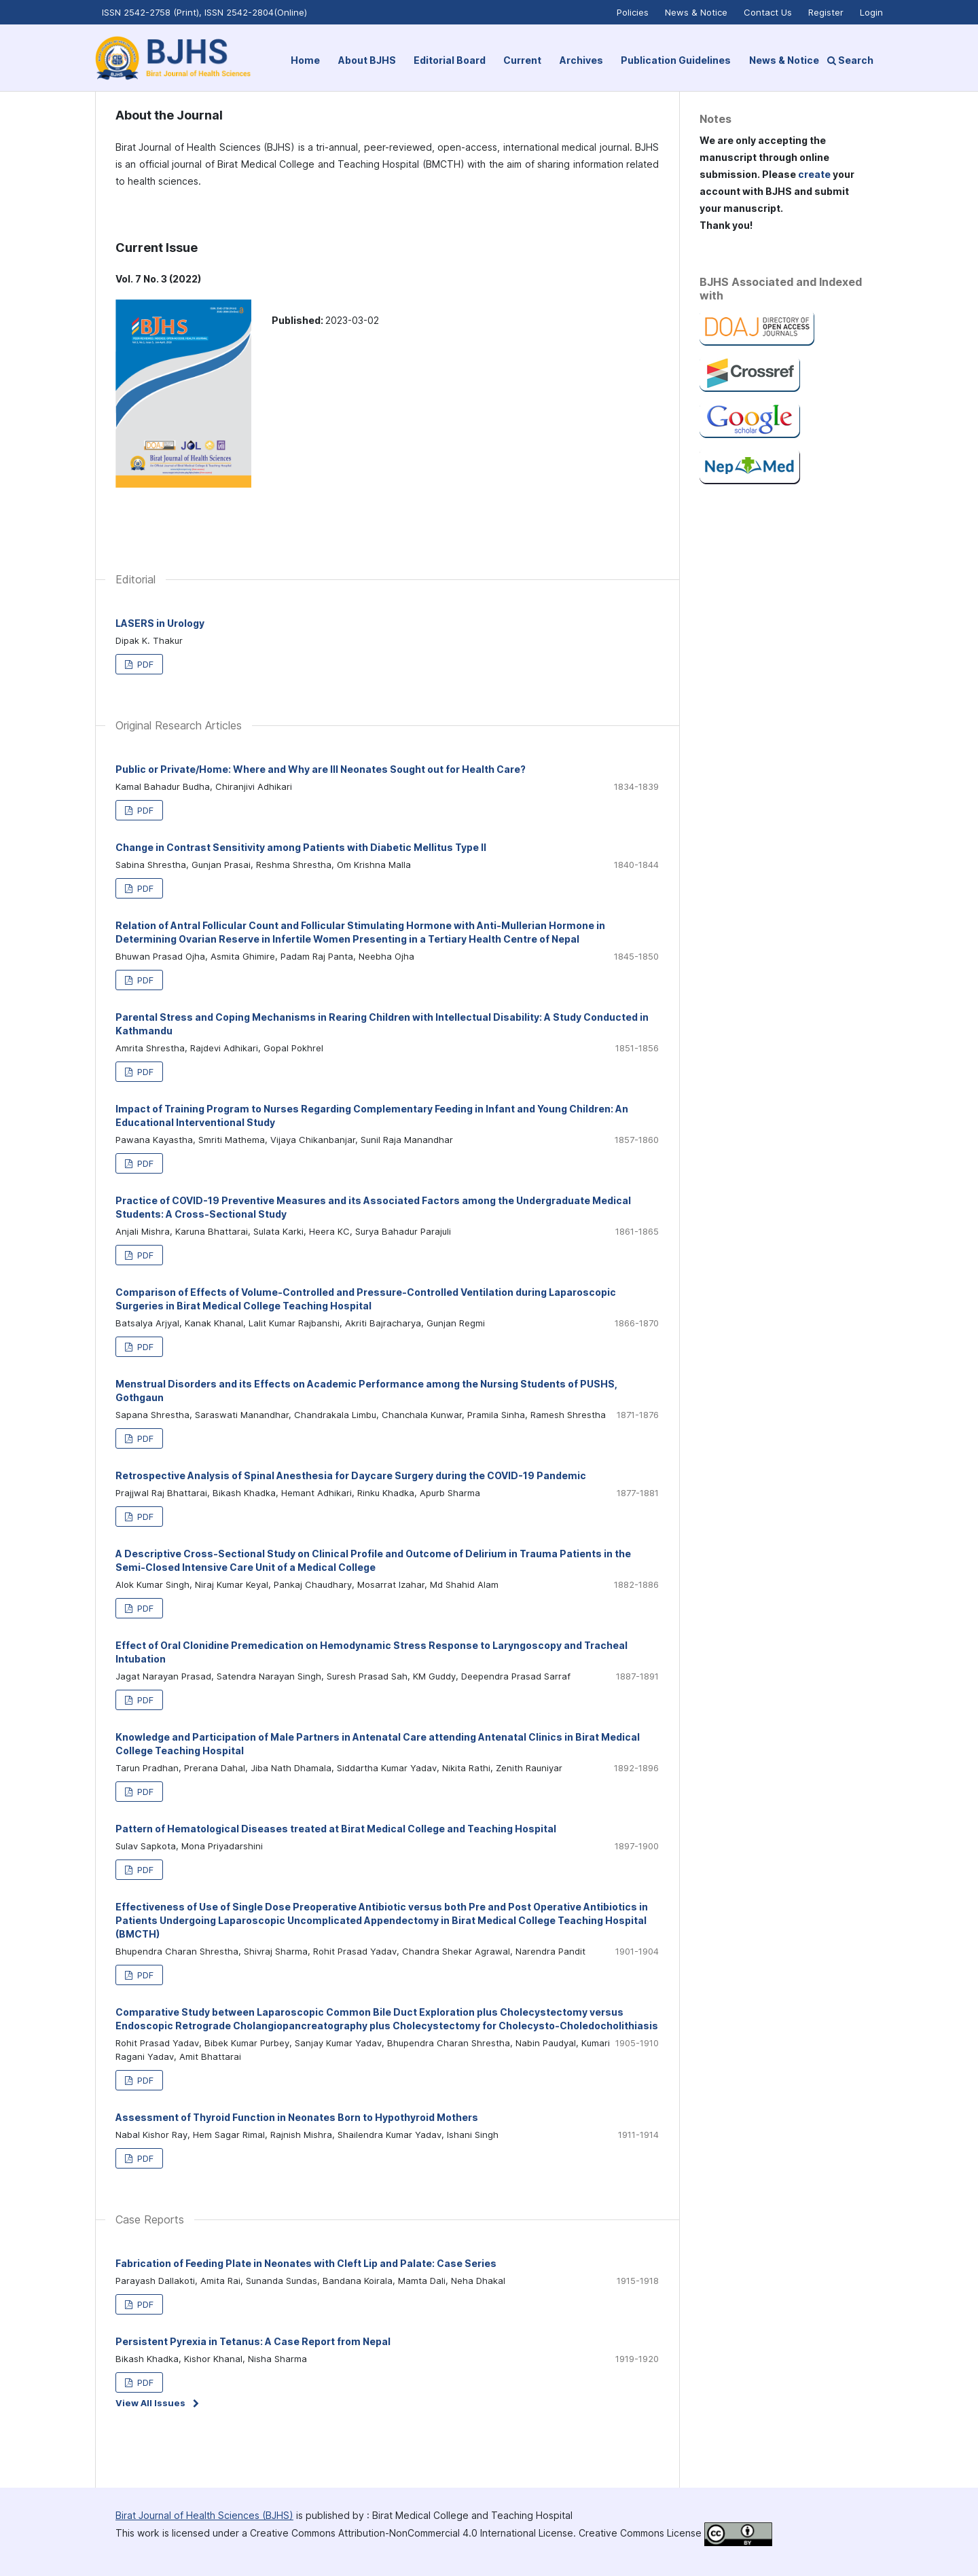 ISSN 2542-2758 (Print), ISSN 2542-2804(Online)
Policies News & Notice Contact Us Register Login
BJHS
Birat Journal of Health Sciences
Home About BJHS Editorial Board Current Archives Publication Guidelines News & Notice Search
About the Journal
Birat Journal of Health Sciences (BJHS) is a tri-annual, peer-reviewed, open-access, international medical journal. BJHS
is an official journal of Birat Medical College and Teaching Hospital (BMCTH) with the aim of sharing information related
to health sciences.
Current Issue
Vol. 7 No. 3 (2022)
BJHS
Birat Journal of Health Sciences
Published: 2023-03-02
Editorial
LASERS in Urology
Dipak K. Thakur
PDF
Original Research Articles
Public or Private/Home: Where and Why are Ill Neonates Sought out for Health Care?
Kamal Bahadur Budha, Chiranjivi Adhikari 1834-1839
PDF
Change in Contrast Sensitivity among Patients with Diabetic Mellitus Type II
Sabina Shrestha, Gunjan Prasai, Reshma Shrestha, Om Krishna Malla 1840-1844
PDF
Relation of Antral Follicular Count and Follicular Stimulating Hormone with Anti-Mullerian Hormone in
Determining Ovarian Reserve in Infertile Women Presenting in a Tertiary Health Centre of Nepal
Bhuwan Prasad Ojha, Asmita Ghimire, Padam Raj Panta, Neebha Ojha 1845-1850
PDF
Parental Stress and Coping Mechanisms in Rearing Children with Intellectual Disability: A Study Conducted in
Kathmandu
Amrita Shrestha, Rajdevi Adhikari, Gopal Pokhrel 1851-1856
PDF
Impact of Training Program to Nurses Regarding Complementary Feeding in Infant and Young Children: An
Educational Interventional Study
Pawana Kayastha, Smriti Mathema, Vijaya Chikanbanjar, Sunil Raja Manandhar 1857-1860
PDF
Practice of COVID-19 Preventive Measures and its Associated Factors among the Undergraduate Medical
Students: A Cross-Sectional Study
Anjali Mishra, Karuna Bhattarai, Sulata Karki, Heera KC, Surya Bahadur Parajuli 1861-1865
PDF
Comparison of Effects of Volume-Controlled and Pressure-Controlled Ventilation during Laparoscopic
Surgeries in Birat Medical College Teaching Hospital
Batsalya Arjyal, Kanak Khanal, Lalit Kumar Rajbanshi, Akriti Bajracharya, Gunjan Regmi 1866-1870
PDF
Menstrual Disorders and its Effects on Academic Performance among the Nursing Students of PUSHS,
Gothgaun
Sapana Shrestha, Saraswati Manandhar, Chandrakala Limbu, Chanchala Kunwar, Pramila Sinha, Ramesh Shrestha 1871-1876
PDF
Retrospective Analysis of Spinal Anesthesia for Daycare Surgery during the COVID-19 Pandemic
Prajjwal Raj Bhattarai, Bikash Khadka, Hemant Adhikari, Rinku Khadka, Apurb Sharma 1877-1881
PDF
A Descriptive Cross-Sectional Study on Clinical Profile and Outcome of Delirium in Trauma Patients in the
Semi-Closed Intensive Care Unit of a Medical College
Alok Kumar Singh, Niraj Kumar Keyal, Pankaj Chaudhary, Mosarrat Izahar, Md Shahid Alam 1882-1886
PDF
Effect of Oral Clonidine Premedication on Hemodynamic Stress Response to Laryngoscopy and Tracheal
Intubation
Jagat Narayan Prasad, Satendra Narayan Singh, Suresh Prasad Sah, KM Guddy, Deependra Prasad Sarraf 1887-1891
PDF
Knowledge and Participation of Male Partners in Antenatal Care attending Antenatal Clinics in Birat Medical
College Teaching Hospital
Tarun Pradhan, Prerana Dahal, Jiba Nath Dhamala, Siddartha Kumar Yadav, Nikita Rathi, Zenith Rauniyar 1892-1896
PDF
Pattern of Hematological Diseases treated at Birat Medical College and Teaching Hospital
Sulav Sapkota, Mona Priyadarshini 1897-1900
PDF
Effectiveness of Use of Single Dose Preoperative Antibiotic versus both Pre and Post Operative Antibiotics in
Patients Undergoing Laparoscopic Uncomplicated Appendectomy in Birat Medical College Teaching Hospital
(BMCTH)
Bhupendra Charan Shrestha, Shivraj Sharma, Rohit Prasad Yadav, Chandra Shekar Agrawal, Narendra Pandit 1901-1904
PDF
Comparative Study between Laparoscopic Common Bile Duct Exploration plus Cholecystectomy versus
Endoscopic Retrograde Cholangiopancreatography plus Cholecystectomy for Cholecysto-Choledocholithiasis
Rohit Prasad Yadav, Bibek Kumar Purbey, Sanjay Kumar Yadav, Bhupendra Charan Shrestha, Nabin Paudyal, Kumari 1905-1910
Ragani Yadav, Amit Bhattarai
PDF
Assessment of Thyroid Function in Neonates Born to Hypothyroid Mothers
Nabal Kishor Ray, Hem Sagar Rimal, Rajnish Mishra, Shailendra Kumar Yadav, Ishani Singh 1911-1914
PDF
Case Reports
Fabrication of Feeding Plate in Neonates with Cleft Lip and Palate: Case Series
Parayash Dallakoti, Amita Rai, Sunanda Sundas, Bandana Koirala, Mamta Dali, Neha Dhakal 1915-1918
PDF
Persistent Pyrexia in Tetanus: A Case Report from Nepal
Bikash Khadka, Kishor Khanal, Nisha Sharma 1919-1920
PDF
View All Issues
Notes
We are only accepting the
manuscript through online
submission. Please create your
account with BJHS and submit
your manuscript.
Thank you!
BJHS Associated and Indexed
with
DOAJ DIRECTORY OF
OPEN ACCESS
JOURNALS
Crossref
Google
scholar
NepMed
Birat Journal of Health Sciences (BJHS) is published by : Birat Medical College and Teaching Hospital
This work is licensed under a Creative Commons Attribution-NonCommercial 4.0 International License. Creative Commons License
CC BY